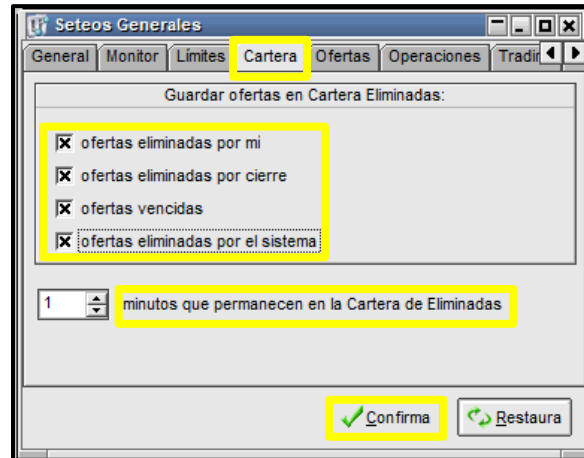 Seteos Generales
General Monitor Límites Cartera Ofertas Operaciones Tradin
Guardar ofertas en Cartera Eliminadas:
ofertas eliminadas por mi
ofertas eliminadas por cierre
ofertas vencidas
ofertas eliminadas por el sistema
1 minutos que permanecen en la Cartera de Eliminadas
Confirma Restaura